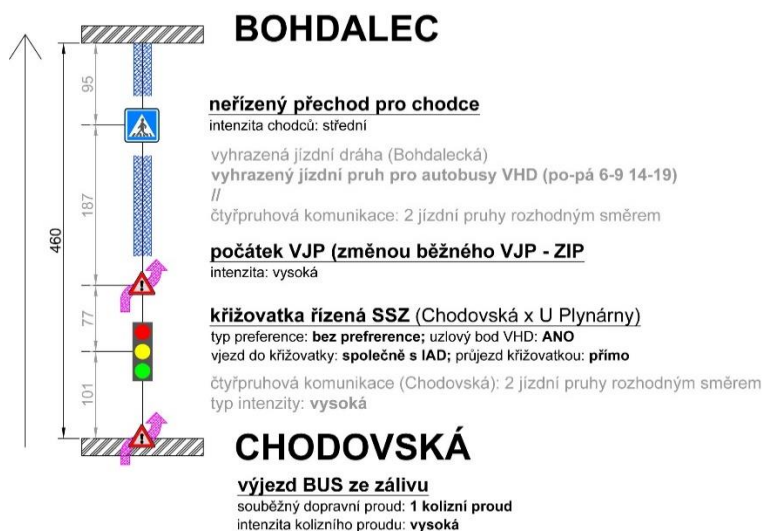 BOHDALEC
95
neřízený přechod pro chodce
intenzita chodců: střední
vyhrazená jízdní dráha (Bohdalecká)
vyhrazený jízdní pruh pro autobusy VHD (po-pá 6-9 14-19)
//
čtyřpruhová komunikace: 2 jízdní pruhy rozhodným směrem
187
460
počátek VJP (změnou běžného VJP - ZIP
intenzita: vysoká
77
křižovatka řízená SSZ (Chodovská x U Plynárny)
typ preference: bez prefrerence; uzlový bod VHD: ANO
vjezd do křižovatky: společně s IAD; průjezd křižovatkou: přímo
čtyřpruhová komunikace (Chodovská): 2 jízdní pruhy rozhodným směrem
typ intenzity: vysoká
101
CHODOVSKÁ
výjezd BUS ze zálivu
souběžný dopravní proud: 1 kolizní proud
intenzita kolizního proudu: vysoká